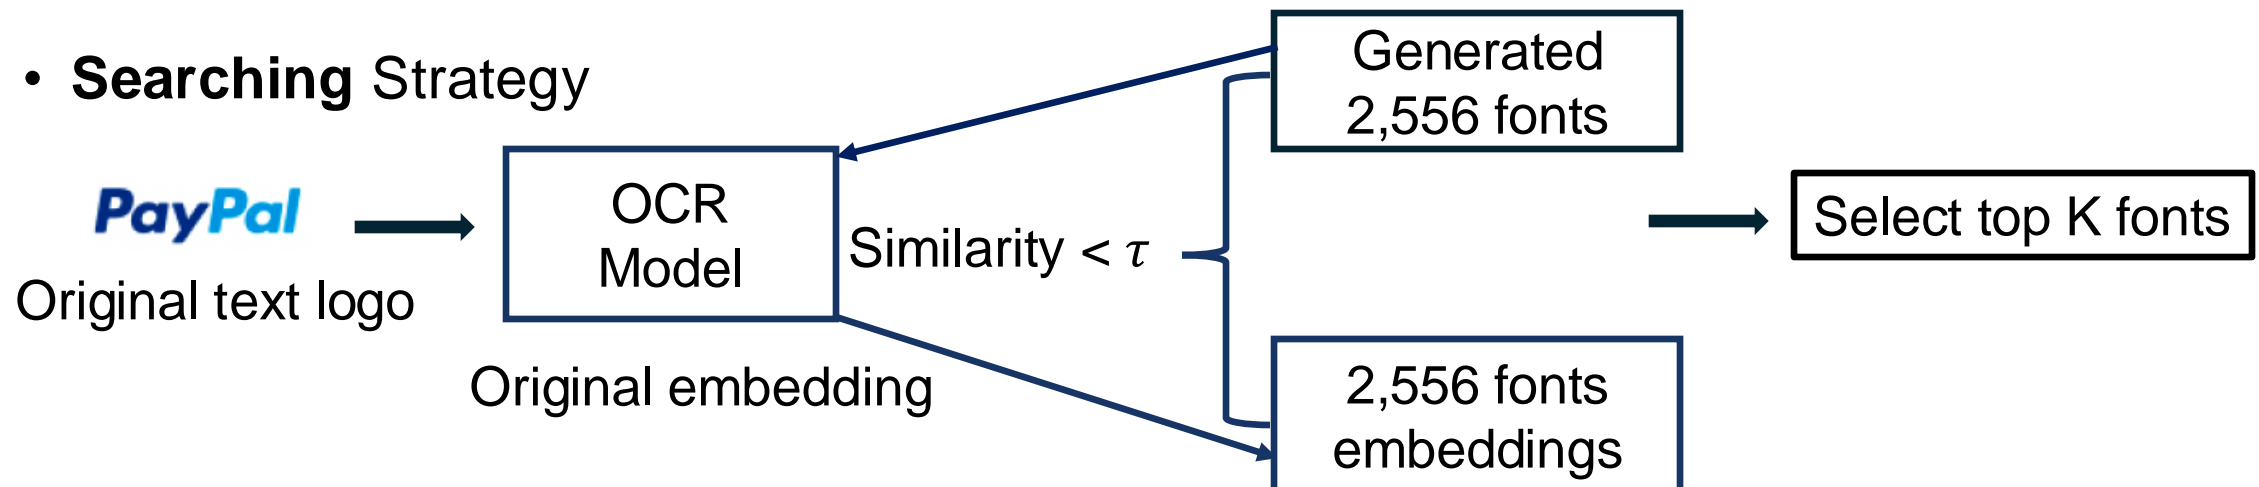 • Searching Strategy
PayPal
Original text logo
OCR
Model
Original embedding
Similarity < τ
Generated
2,556 fonts
2,556 fonts
embeddings
Select top K fonts